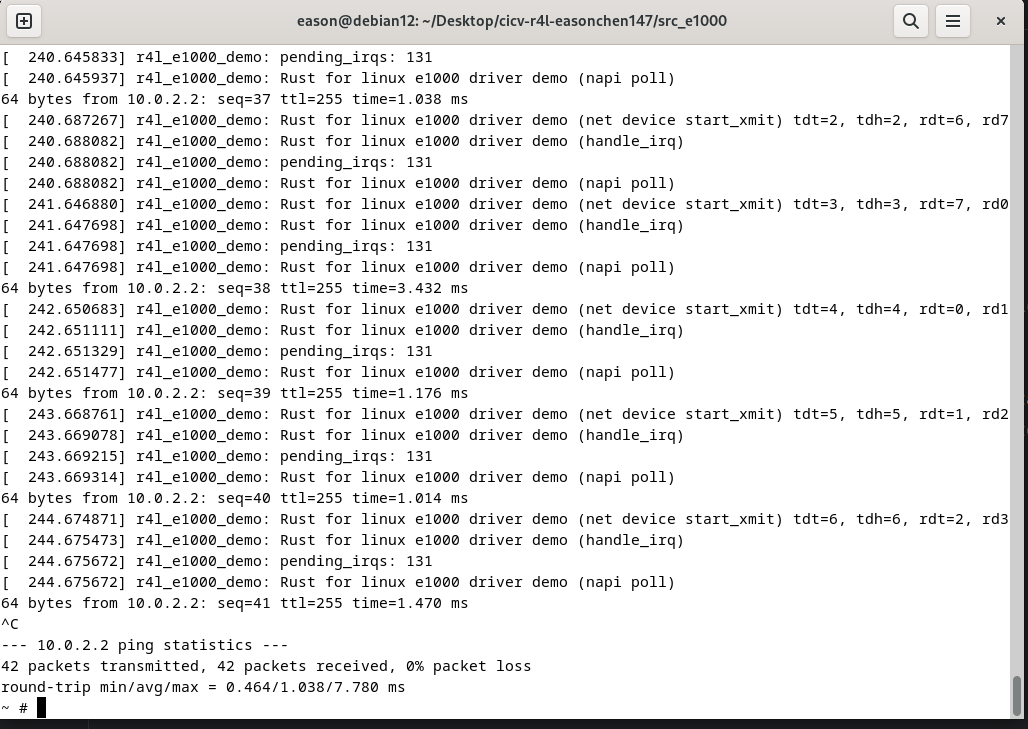 eason@debian12: ~/Desktop/cicv-r4l-easonchen147/src_e1000
[  240.645833] r4l_e1000_demo: pending_irqs: 131
[  240.645937] r4l_e1000_demo: Rust for linux e1000 driver demo (napi poll)
64 bytes from 10.0.2.2: seq=37 ttl=255 time=1.038 ms
[  240.687267] r4l_e1000_demo: Rust for linux e1000 driver demo (net device start_xmit) tdt=2, tdh=2, rdt=6, rd7
[  240.688082] r4l_e1000_demo: Rust for linux e1000 driver demo (handle_irq)
[  240.688082] r4l_e1000_demo: pending_irqs: 131
[  240.688082] r4l_e1000_demo: Rust for linux e1000 driver demo (napi poll)
[  241.646880] r4l_e1000_demo: Rust for linux e1000 driver demo (net device start_xmit) tdt=3, tdh=3, rdt=7, rd0
[  241.647698] r4l_e1000_demo: Rust for linux e1000 driver demo (handle_irq)
[  241.647698] r4l_e1000_demo: pending_irqs: 131
[  241.647698] r4l_e1000_demo: Rust for linux e1000 driver demo (napi poll)
64 bytes from 10.0.2.2: seq=38 ttl=255 time=3.432 ms
[  242.650683] r4l_e1000_demo: Rust for linux e1000 driver demo (net device start_xmit) tdt=4, tdh=4, rdt=0, rd1
[  242.651111] r4l_e1000_demo: Rust for linux e1000 driver demo (handle_irq)
[  242.651329] r4l_e1000_demo: pending_irqs: 131
[  242.651477] r4l_e1000_demo: Rust for linux e1000 driver demo (napi poll)
64 bytes from 10.0.2.2: seq=39 ttl=255 time=1.176 ms
[  243.668761] r4l_e1000_demo: Rust for linux e1000 driver demo (net device start_xmit) tdt=5, tdh=5, rdt=1, rd2
[  243.669078] r4l_e1000_demo: Rust for linux e1000 driver demo (handle_irq)
[  243.669215] r4l_e1000_demo: pending_irqs: 131
[  243.669314] r4l_e1000_demo: Rust for linux e1000 driver demo (napi poll)
64 bytes from 10.0.2.2: seq=40 ttl=255 time=1.014 ms
[  244.674871] r4l_e1000_demo: Rust for linux e1000 driver demo (net device start_xmit) tdt=6, tdh=6, rdt=2, rd3
[  244.675473] r4l_e1000_demo: Rust for linux e1000 driver demo (handle_irq)
[  244.675672] r4l_e1000_demo: pending_irqs: 131
[  244.675672] r4l_e1000_demo: Rust for linux e1000 driver demo (napi poll)
64 bytes from 10.0.2.2: seq=41 ttl=255 time=1.470 ms
^C
--- 10.0.2.2 ping statistics ---
42 packets transmitted, 42 packets received, 0% packet loss
round-trip min/avg/max = 0.464/1.038/7.780 ms
~ #